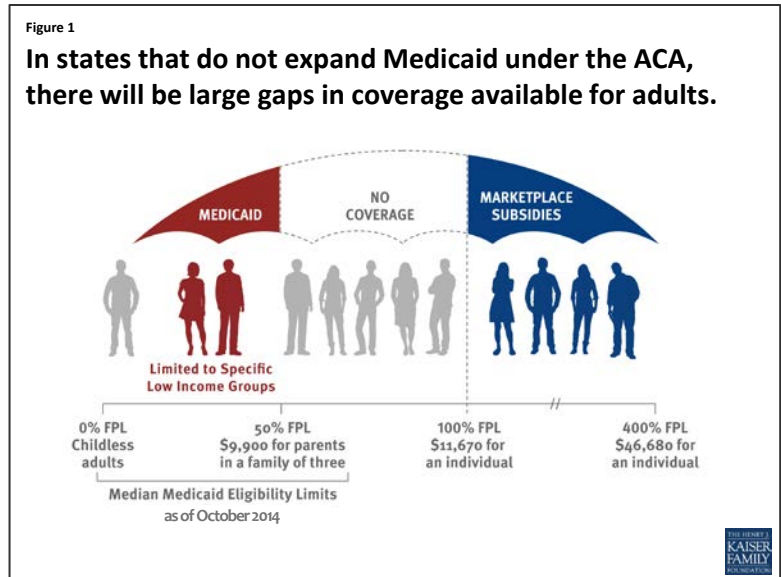 Figure 1
In states that do not expand Medicaid under the ACA,
there will be large gaps in coverage available for adults.
MEDICAID
NO
COVERAGE
MARKETPLACE
SUBSIDIES
Limited to Specific
Low Income Groups
0% FPL
Childless
adults
50% FPL
$9,900 for parents
in a family of three
100% FPL
$11,670 for
an individual
400% FPL
$46,680 for
an individual
Median Medicaid Eligibility Limits
as of October 2014
THE HENRY J.
KAISER
FAMILY
FOUNDATION